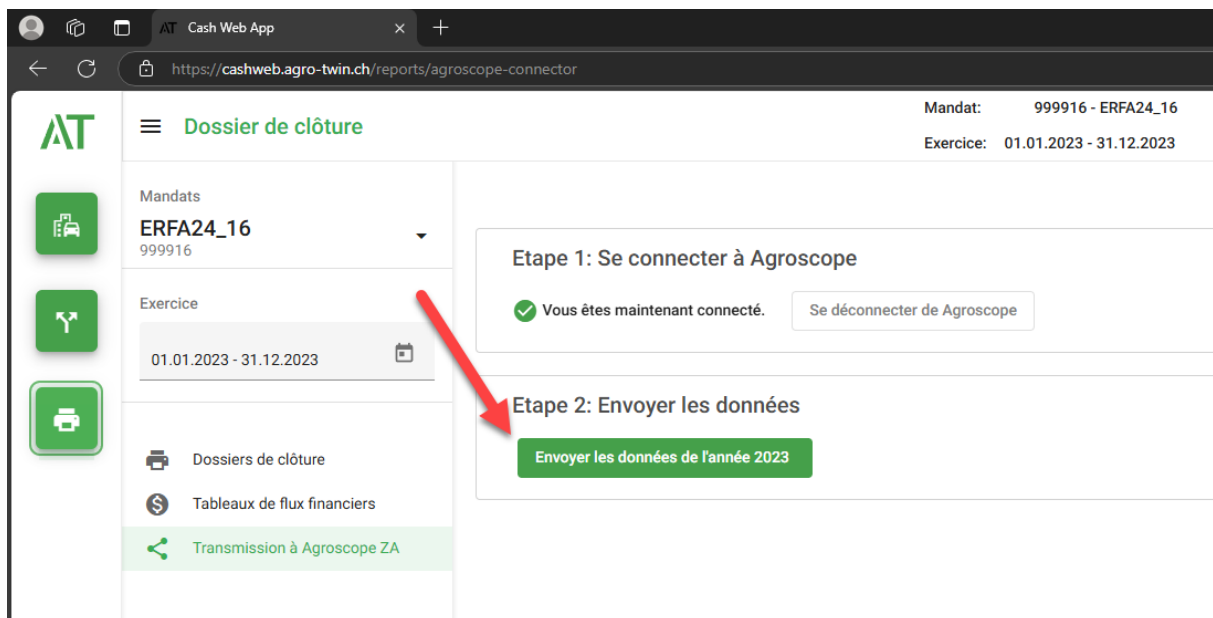 AT Cash Web App
https://cashweb.agro-twin.ch/reports/agroscope-connector
AT
Dossier de clôture
Mandat: 999916 - ERFA24_16
Exercice: 01.01.2023 - 31.12.2023
Mandats
ERFA24_16
999916
Exercice
01.01.2023 - 31.12.2023
Dossiers de clôture
Tableaux de flux financiers
Transmission à Agroscope ZA
Etape 1: Se connecter à Agroscope
Vous êtes maintenant connecté.
Se déconnecter de Agroscope
Etape 2: Envoyer les données
Envoyer les données de l'année 2023